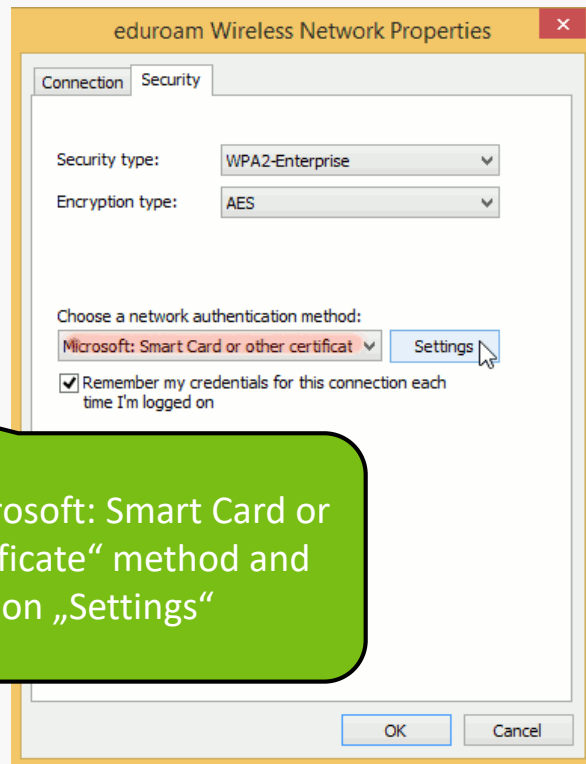 eduroam Wireless Network Properties
Connection Security
Security type: WPA2-Enterprise
Encryption type: AES
Choose a network authentication method:
Microsoft: Smart Card or other certificat Settings
Remember my credentials for this connection each
time I'm logged on
rosoft: Smart Card or
ficate“ method and
on „Settings“
OK Cancel